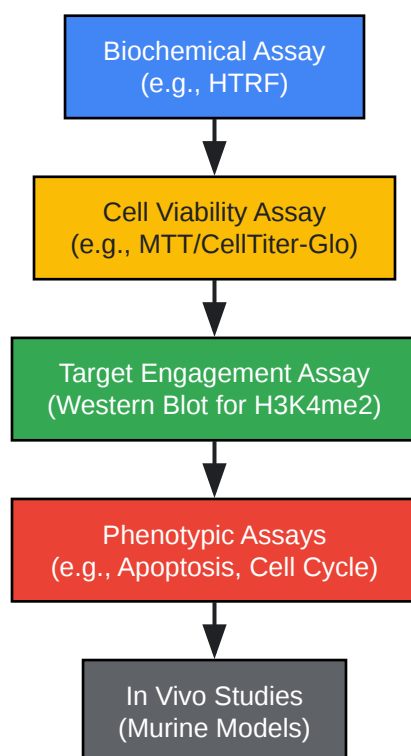 Biochemical Assay
(e.g., HTRF)
Cell Viability Assay
(e.g., MTT/CellTiter-Glo)
Target Engagement Assay
(Western Blot for H3K4me2)
Phenotypic Assays
(e.g., Apoptosis, Cell Cycle)
In Vivo Studies
(Murine Models)